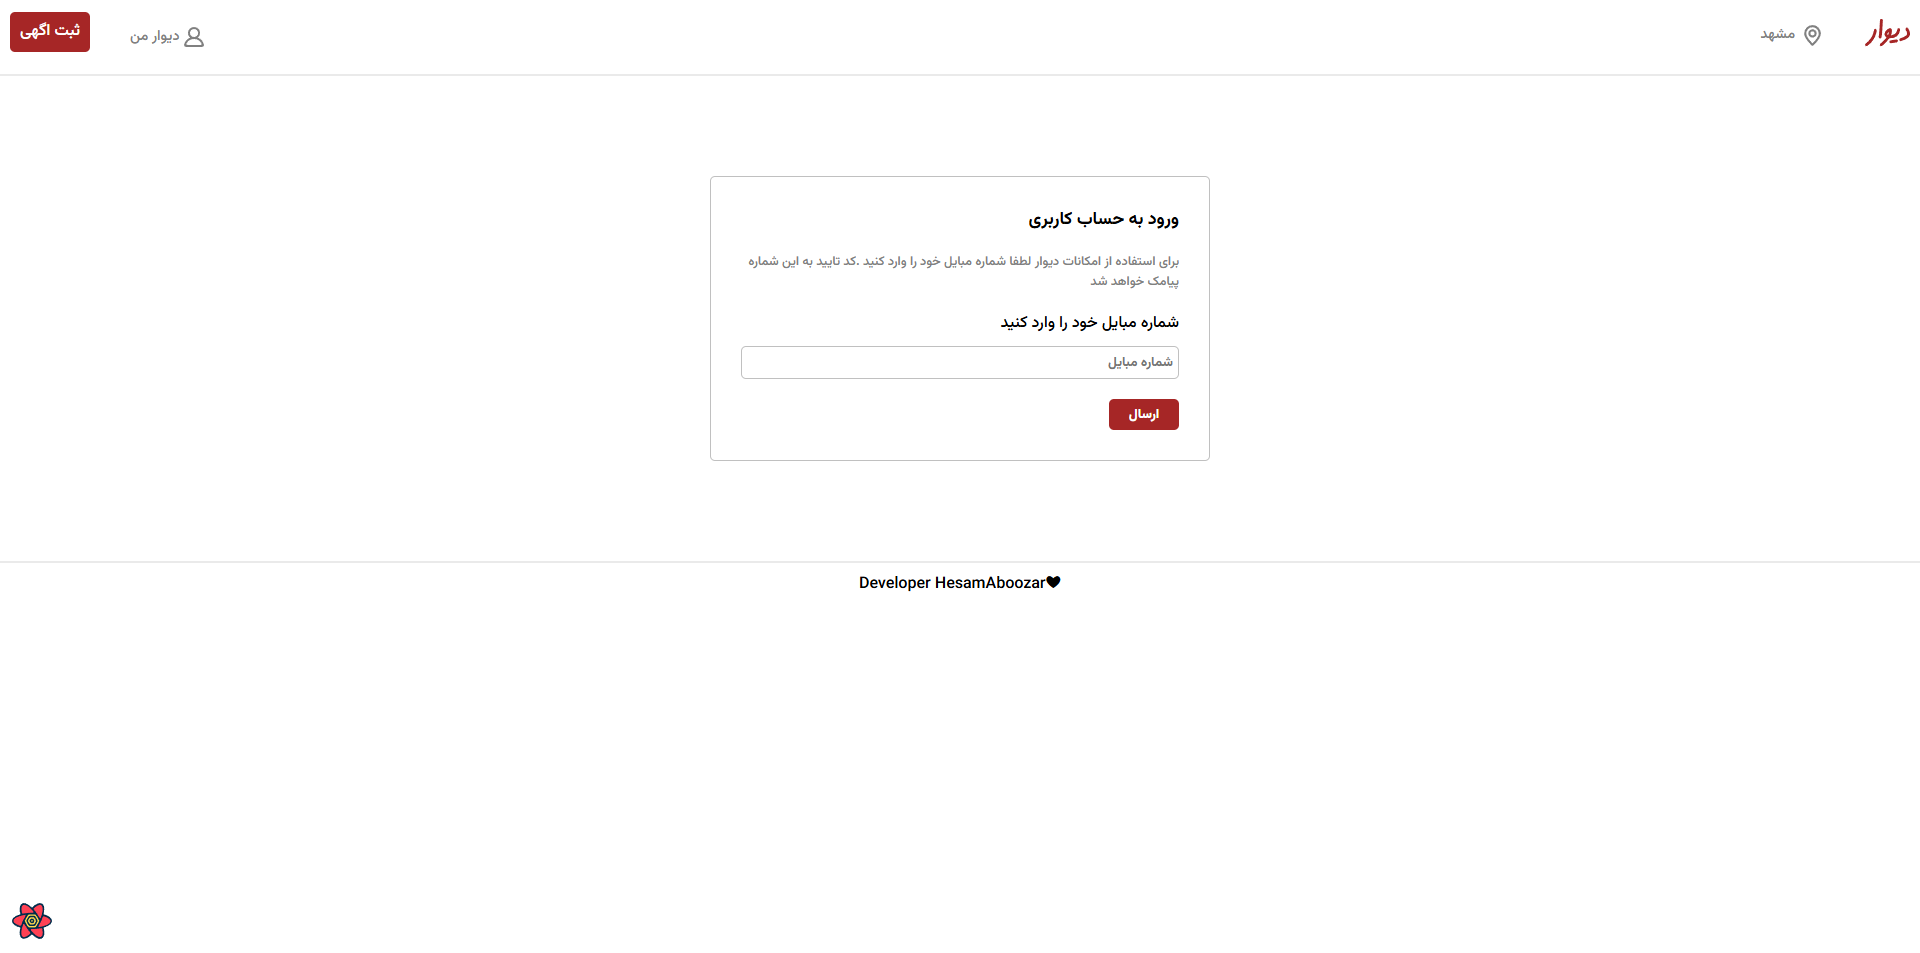 دیوار
مشهد
دیوار من
ثبت اگهی
ورود به حساب کاربری
برای استفاده از امکانات دیوار لطفا شماره مبایل خود را وارد کنید .کد تایید به این شماره
پیامک خواهد شد
شماره مبایل خود را وارد کنید
شماره مبایل
ارسال
Developer HesamAboozar♥